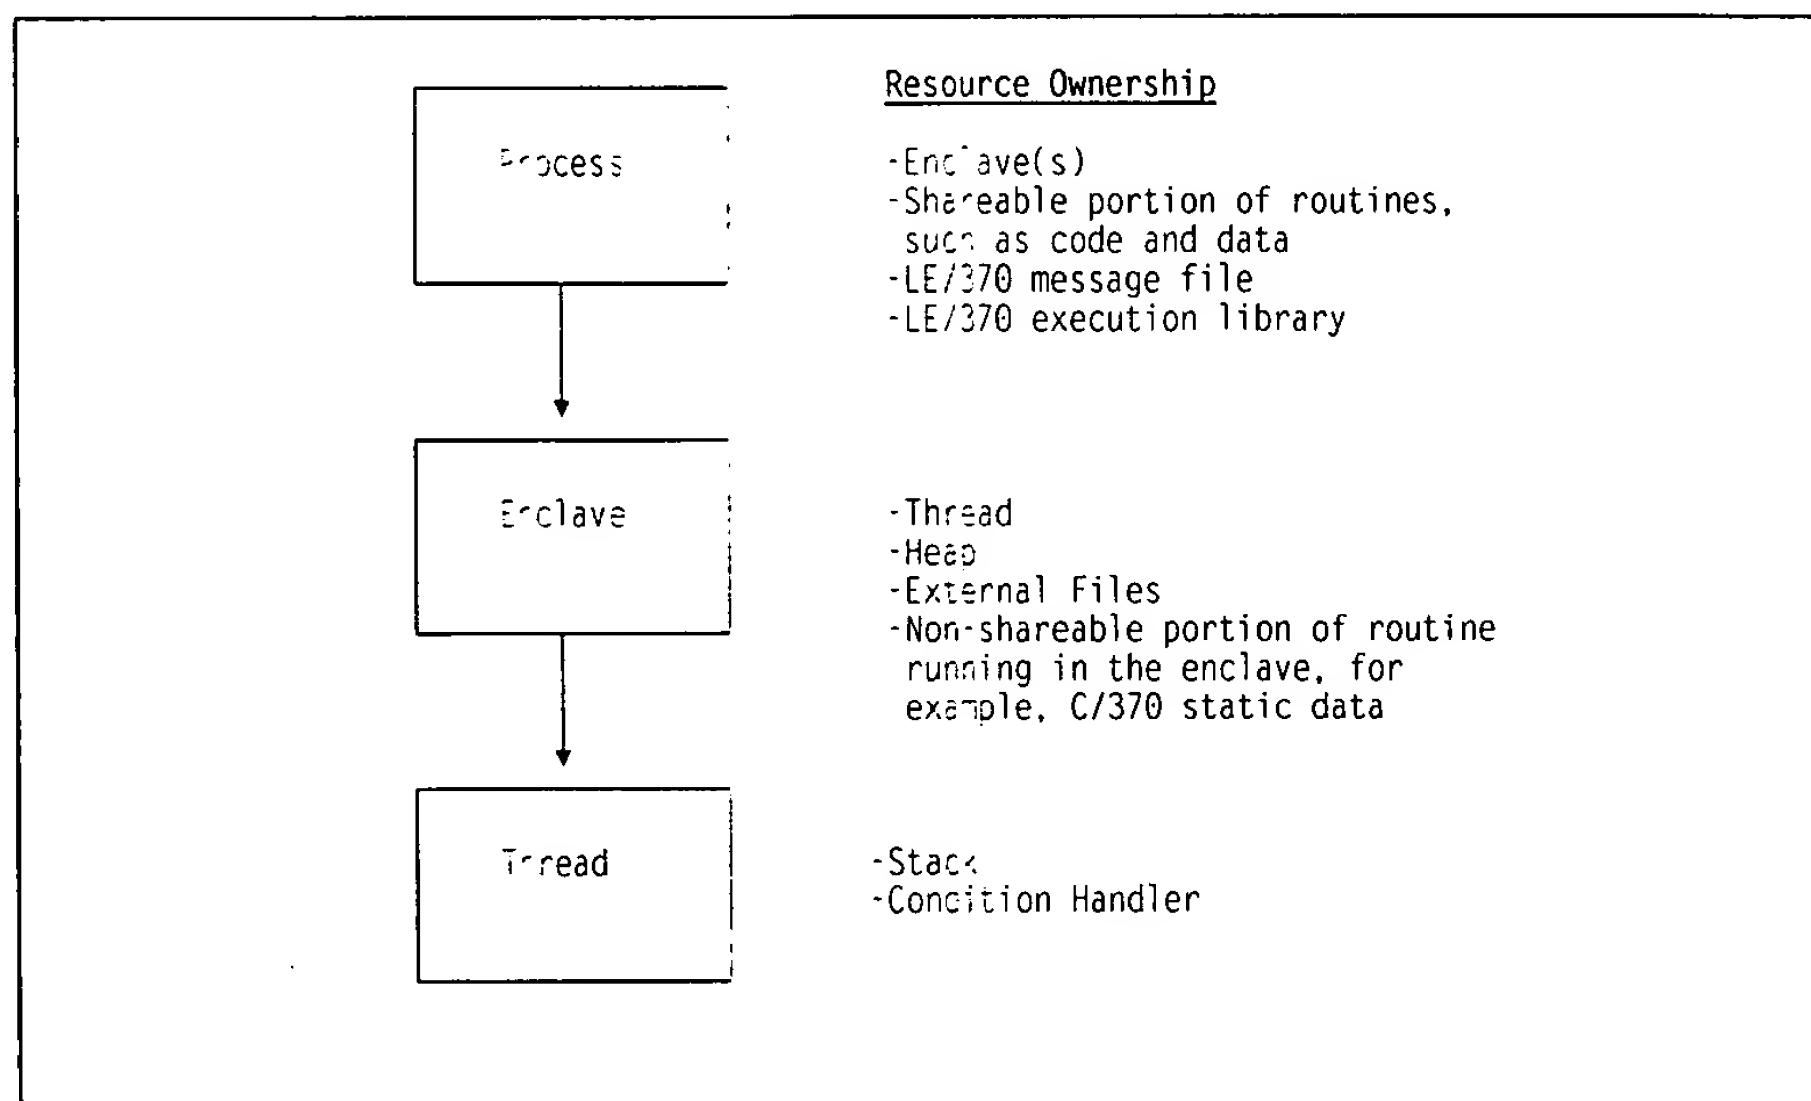 Resource Ownership
Process
-Enclave(s)
-Shareable portion of routines,
such as code and data
-LE/370 message file
-LE/370 execution library
Enclave
-Thread
-Heap
-External Files
-Non-shareable portion of routine
running in the enclave, for
example, C/370 static data
Thread
-Stack
-Condition Handler